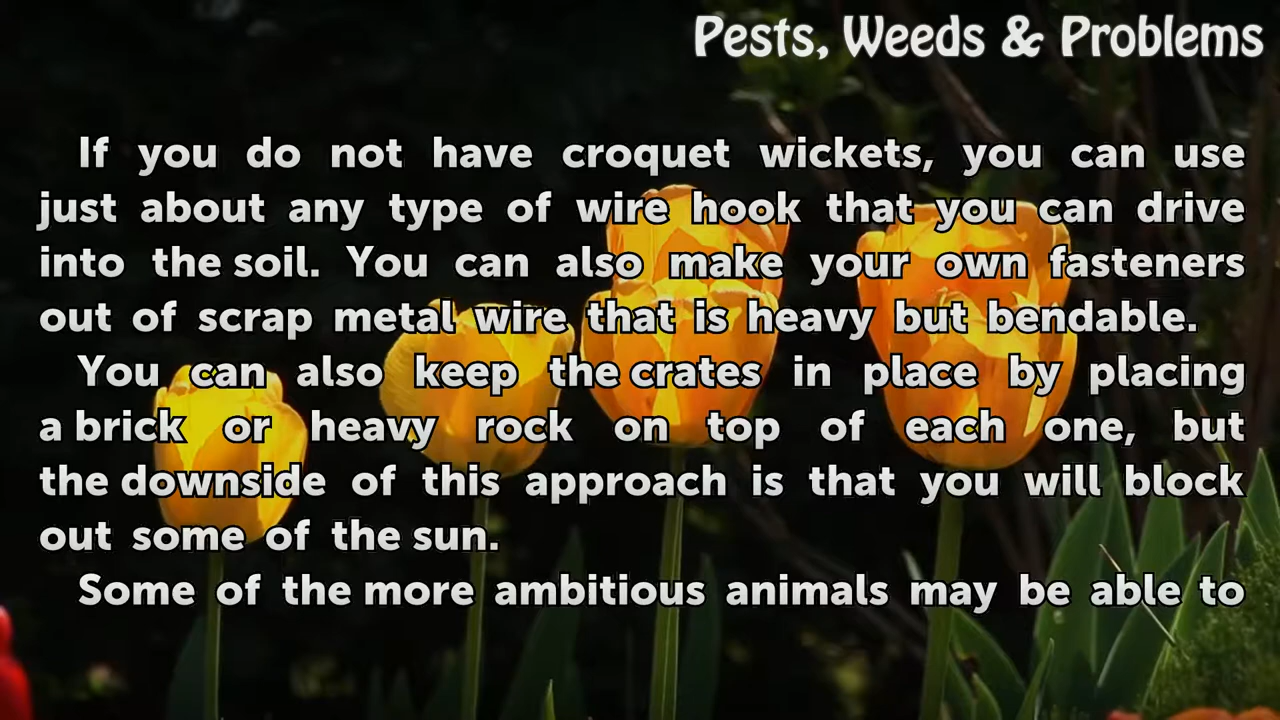 Pests, Weeds & Problems
If you do not have croquet wickets, you can use
just about any type of wire hook that you can drive
into the soil. You can also make your own fasteners
out of scrap metal wire that is heavy but bendable.
You can also keep the crates in place by placing
a brick or heavy rock on top of each one, but
the downside of this approach is that you will block
out some of the sun.
Some of the more ambitious animals may be able to